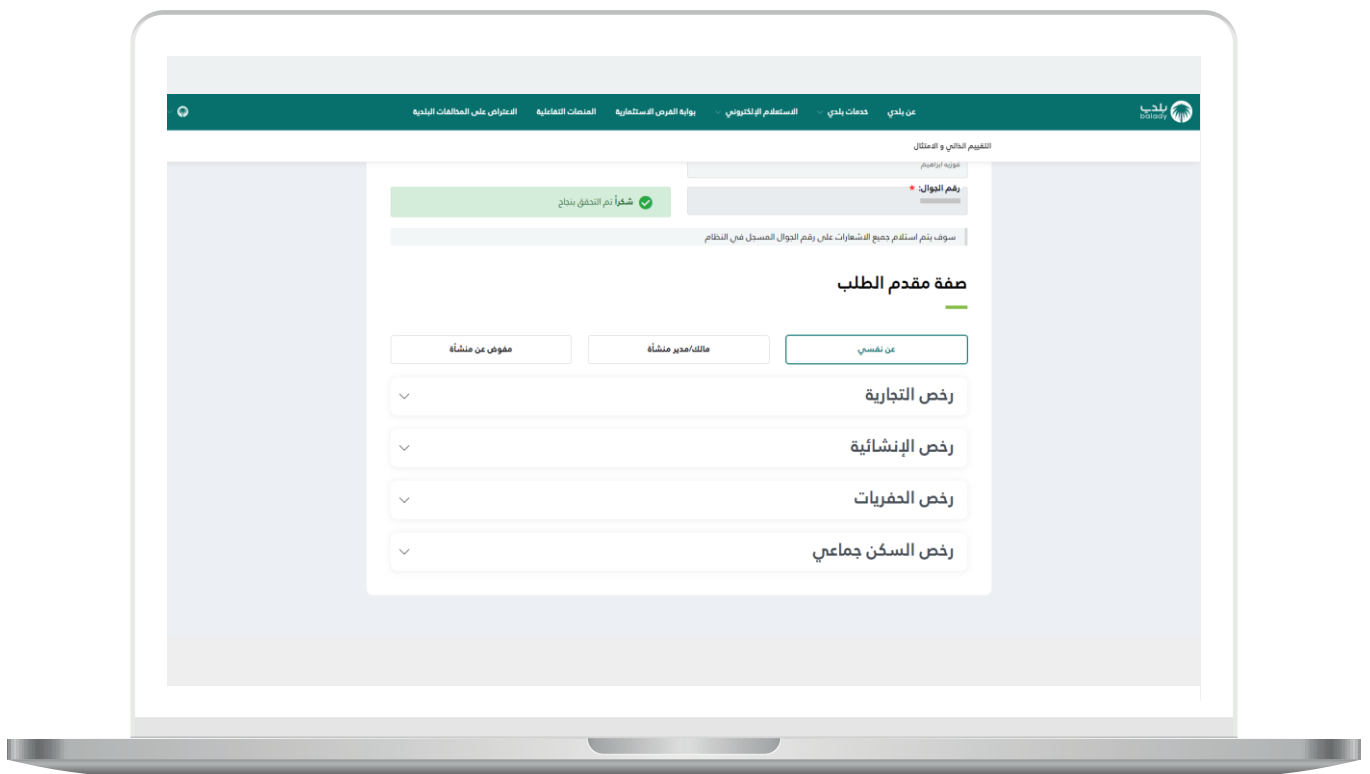 بلدي
balady
عن بلدي خدمات بلدي الاستعلام الإلكتروني بوابة الفرص الاستثمارية المنصات التفاعلية الاعتراض على المخالفات البلدية
التقييم الذاتي و الامتثال
فوزيه ابراهيم
رقم الجوال: *
شكراً تم التحقق بنجاح
سوف يتم استلام جميع الاشعارات على رقم الجوال المسجل في النظام
صفة مقدم الطلب
عن نفسي مالك/مدير منشأة مفوض عن منشأة
رخص التجارية
رخص الإنشائية
رخص الحفريات
رخص السكن جماعي